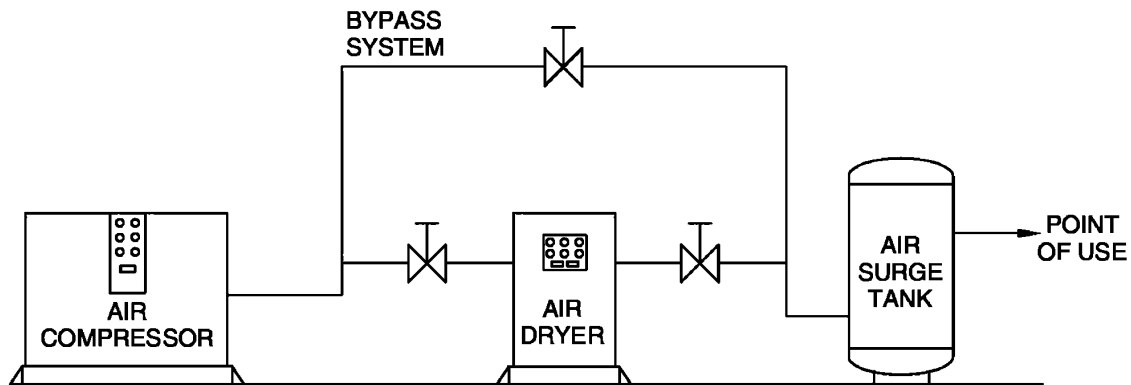 BYPASS
SYSTEM
AIR
COMPRESSOR
AIR
DRYER
AIR
SURGE
TANK
POINT
OF USE